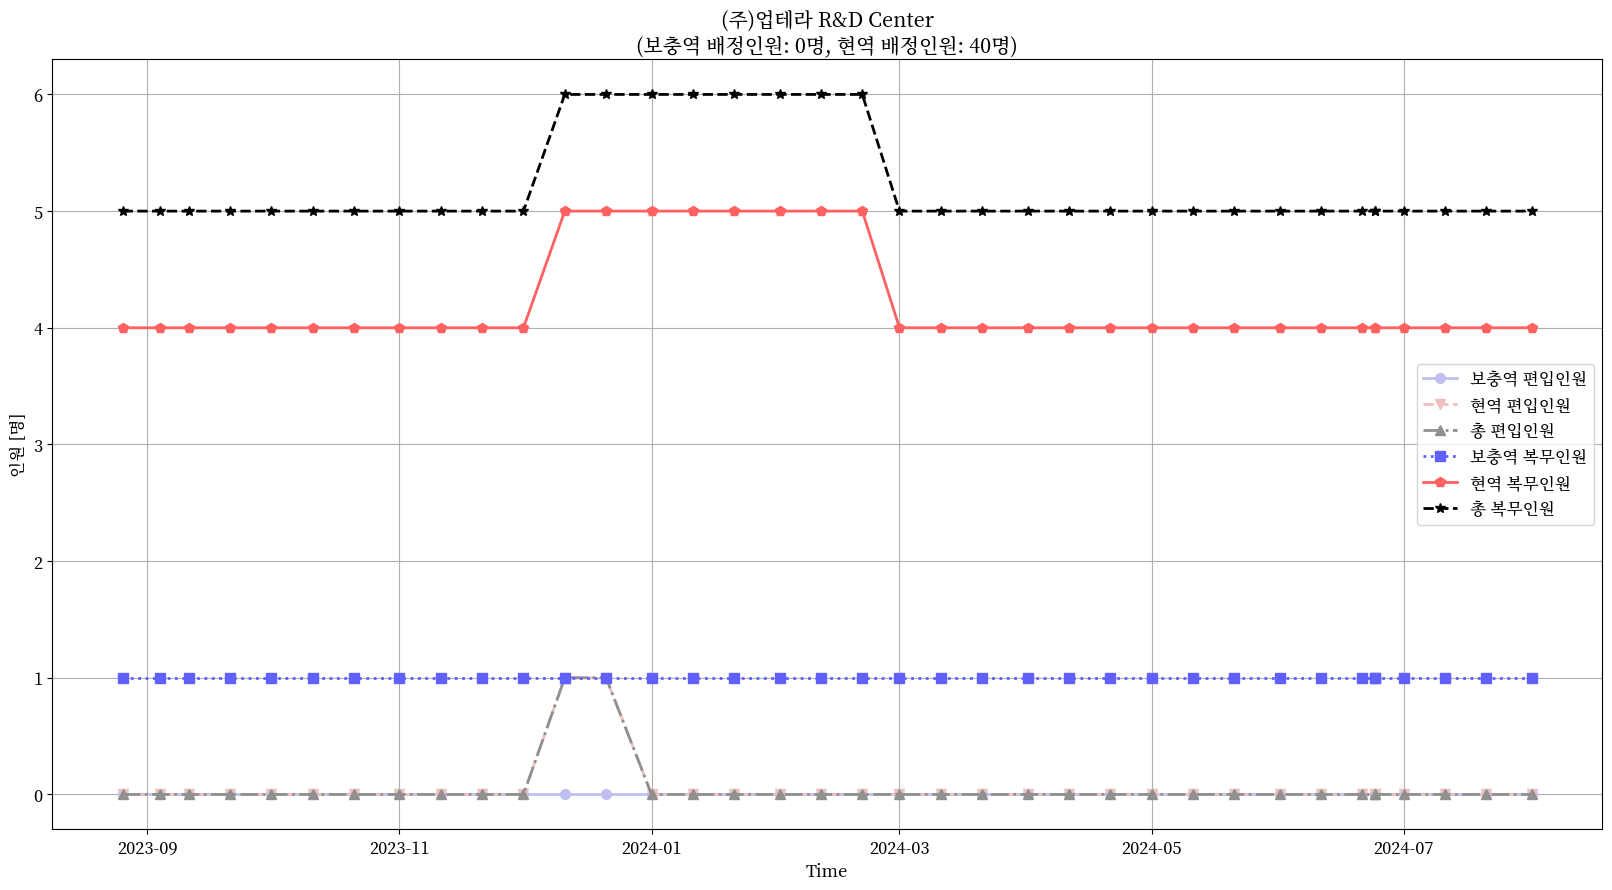 (주)업테라 R&D Center
(보충역 배정인원: 0명, 현역 배정인원: 40명)
인원 [명]
6
5
4
3
2
1
0
보충역 편입인원
현역 편입인원
총 편입인원
보충역 복무인원
현역 복무인원
총 복무인원
2023-09
2023-11
2024-01
2024-03
2024-05
2024-07
Time